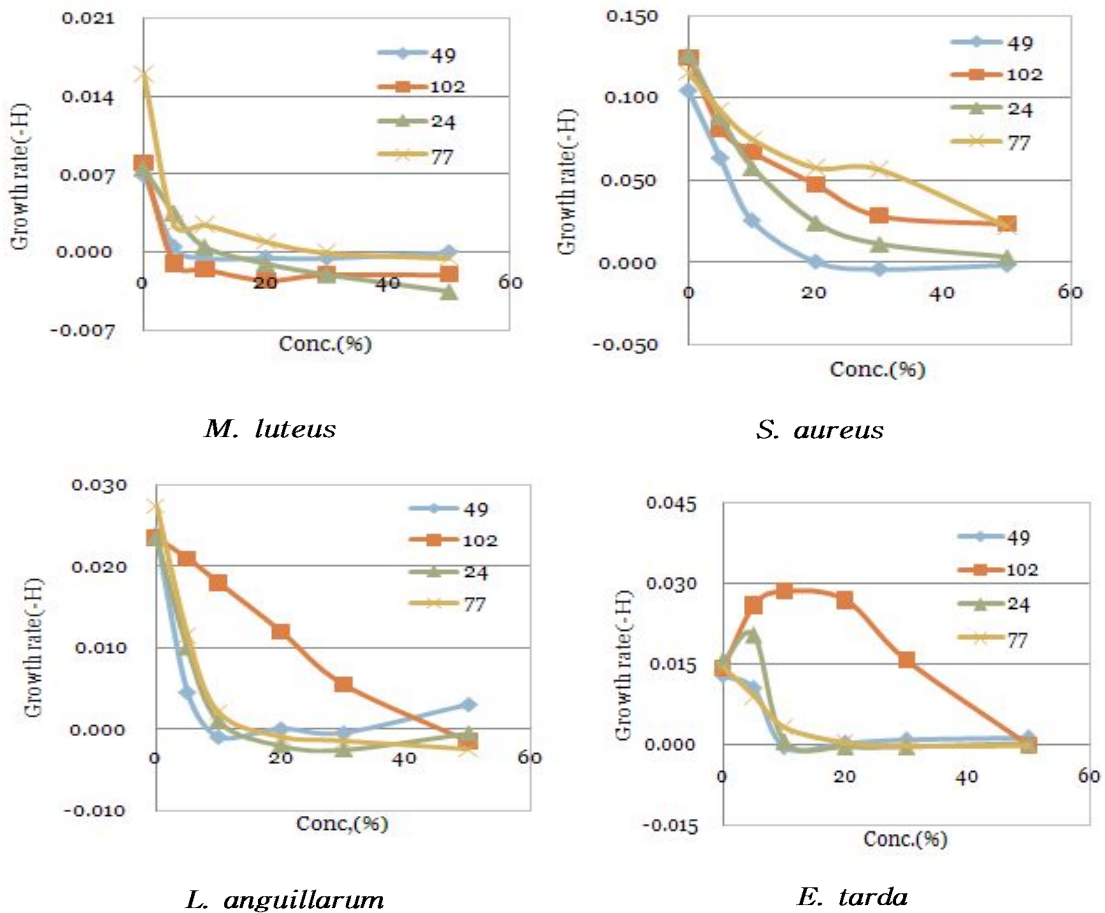 0.021
0.014
0.007
0.000
-0.007
Growth rate(-H)
49
102
24
77
0 20 40 60
Conc.(%)
M. luteus
0.150
0.100
0.050
0.000
-0.050
Growth rate(-H)
49
102
24
77
0 20 40 60
Conc.(%)
S. aureus
0.030
0.020
0.010
0.000
-0.010
Growth rate(-H)
49
102
24
77
0 20 40 60
Conc,(%)
L. anguillarum
0.045
0.030
0.015
0.000
-0.015
Growth rate(-H)
49
102
24
77
0 20 40 60
Conc.(%)
E. tarda